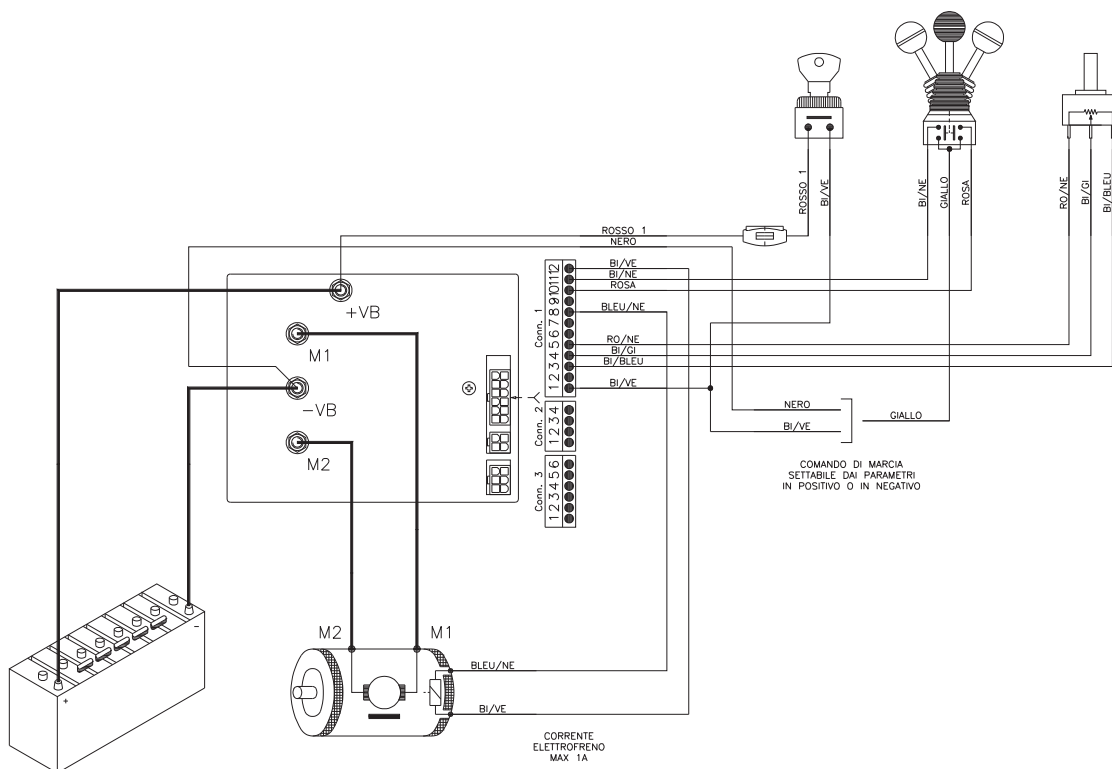 ROSSO 1
BI/VE
BI/NE
GIALLO
ROSA
RO/NE
BI/GI
BI/BLEU
ROSSO 1
NERO
BI/VE
BI/NE
ROSA
BLEU/NE
RO/NE
BI/GI
BI/BLEU
BI/VE
Conn. 1
1 2 3 4 5 6 7 8 9 10 11 12
Conn. 2
1 2 3 4
Conn. 3
1 2 3 4 5 6
+VB
M1
-VB
M2
NERO
BI/VE
GIALLO
COMANDO DI MARCIA
SETTABILE DAI PARAMETRI
IN POSITIVO O IN NEGATIVO
+
-
M2
M1
BLEU/NE
BI/VE
CORRENTE
ELETTROFRENO
MAX 1A